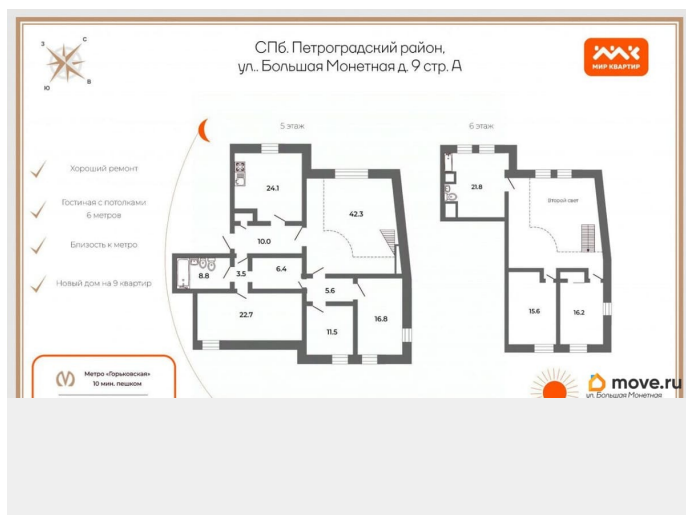 СПб. Петроградский район,
ул.. Большая Монетная д. 9 стр. А
МИР КВАРТИР
З
С
Ю
В
5 этаж
6 этаж
Хороший ремонт
Гостиная с потолками
6 метров
Близость к метро
Новый дом на 9 квартир
24.1
42.3
10.0
8.8
3.5
6.4
5.6
22.7
11.5
16.8
21.8
Второй свет
15.6
16.2
Метро «Горьковская»
10 мин. пешком
move.ru
ул. Большая Монетная